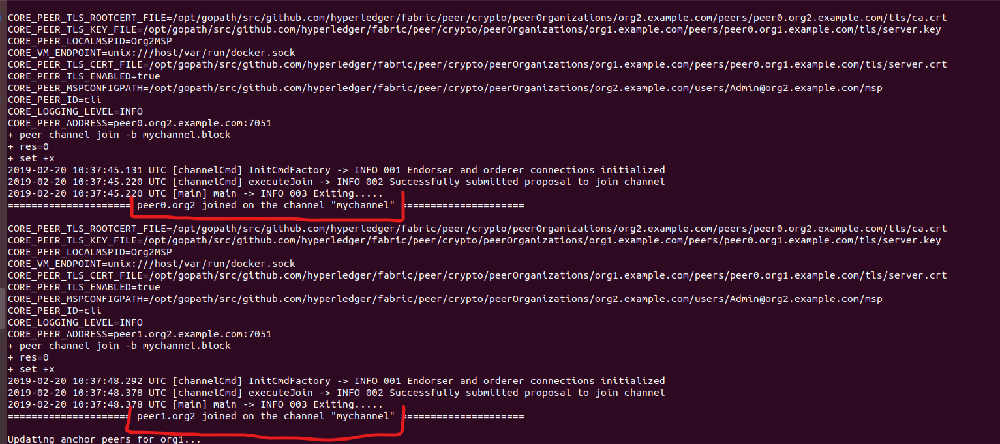 CORE_PEER_TLS_ROOTCERT_FILE=/opt/gopath/src/github.com/hyperledger/fabric/peer/crypto/peerOrganizations/org2.example.com/peers/peer0.org2.example.com/tls/ca.crt
CORE_PEER_TLS_KEY_FILE=/opt/gopath/src/github.com/hyperledger/fabric/peer/crypto/peerOrganizations/org1.example.com/peers/peer0.org1.example.com/tls/server.key
CORE_PEER_LOCALMSPID=Org2MSP
CORE_VM_ENDPOINT=unix:///host/var/run/docker.sock
CORE_PEER_TLS_CERT_FILE=/opt/gopath/src/github.com/hyperledger/fabric/peer/crypto/peerOrganizations/org1.example.com/peers/peer0.org1.example.com/tls/server.crt
CORE_PEER_TLS_ENABLED=true
CORE_PEER_MSPCONFIGPATH=/opt/gopath/src/github.com/hyperledger/fabric/peer/crypto/peerOrganizations/org2.example.com/users/Admin@org2.example.com/msp
CORE_PEER_ID=cli
CORE_LOGGING_LEVEL=INFO
CORE_PEER_ADDRESS=peer0.org2.example.com:7051
+ peer channel join -b mychannel.block
+ res=0
+ set +x
2019-02-20 10:37:45.131 UTC [channelCmd] InitCmdFactory -> INFO 001 Endorser and orderer connections initialized
2019-02-20 10:37:45.220 UTC [channelCmd] executeJoin -> INFO 002 Successfully submitted proposal to join channel
2019-02-20 10:37:45.220 UTC [main] main -> INFO 003 Exiting.....
===================== peer0.org2 joined on the channel "mychannel" =====================
CORE_PEER_TLS_ROOTCERT_FILE=/opt/gopath/src/github.com/hyperledger/fabric/peer/crypto/peerOrganizations/org2.example.com/peers/peer0.org2.example.com/tls/ca.crt
CORE_PEER_TLS_KEY_FILE=/opt/gopath/src/github.com/hyperledger/fabric/peer/crypto/peerOrganizations/org1.example.com/peers/peer0.org1.example.com/tls/server.key
CORE_PEER_LOCALMSPID=Org2MSP
CORE_VM_ENDPOINT=unix:///host/var/run/docker.sock
CORE_PEER_TLS_CERT_FILE=/opt/gopath/src/github.com/hyperledger/fabric/peer/crypto/peerOrganizations/org1.example.com/peers/peer0.org1.example.com/tls/server.crt
CORE_PEER_TLS_ENABLED=true
CORE_PEER_MSPCONFIGPATH=/opt/gopath/src/github.com/hyperledger/fabric/peer/crypto/peerOrganizations/org2.example.com/users/Admin@org2.example.com/msp
CORE_PEER_ID=cli
CORE_LOGGING_LEVEL=INFO
CORE_PEER_ADDRESS=peer1.org2.example.com:7051
+ peer channel join -b mychannel.block
+ res=0
+ set +x
2019-02-20 10:37:48.292 UTC [channelCmd] InitCmdFactory -> INFO 001 Endorser and orderer connections initialized
2019-02-20 10:37:48.378 UTC [channelCmd] executeJoin -> INFO 002 Successfully submitted proposal to join channel
2019-02-20 10:37:48.378 UTC [main] main -> INFO 003 Exiting.....
===================== peer1.org2 joined on the channel "mychannel" =====================
Updating anchor peers for org1...